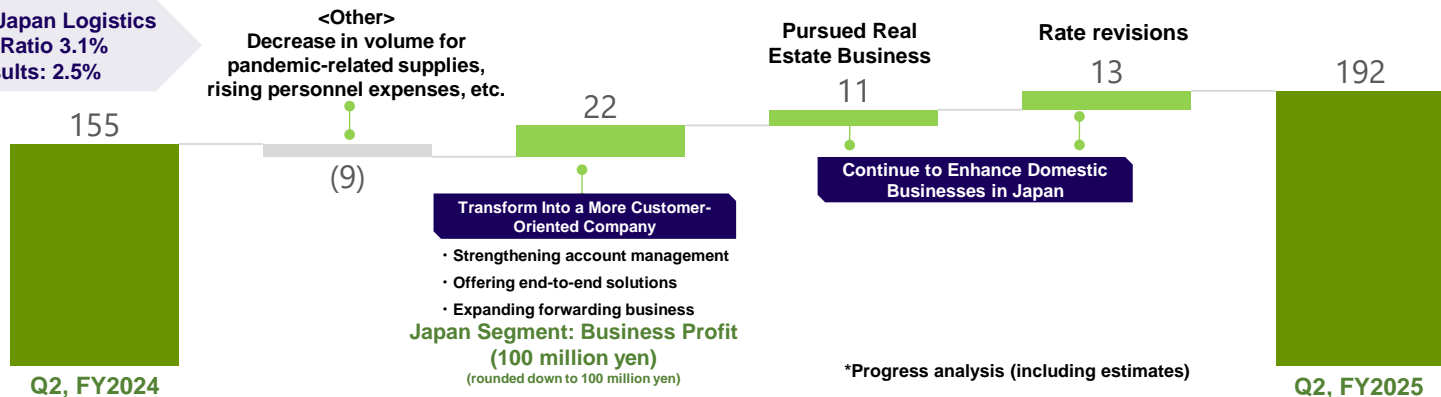 Japan Logistics
Ratio 3.1%
2.5%
<Other>
Decrease in volume for
pandemic-related supplies,
rising personnel expenses, etc.
Pursued Real
Estate Business
Rate revisions
155
(9)
22
11
13
192
Transform Into a More Customer-
Oriented Company
・Strengthening account management
・Offering end-to-end solutions
・Expanding forwarding business
Continue to Enhance Domestic
Businesses in Japan
Japan Segment: Business Profit
(100 million yen)
(rounded down to 100 million yen)
*Progress analysis (including estimates)
Q2, FY2024
Q2, FY2025